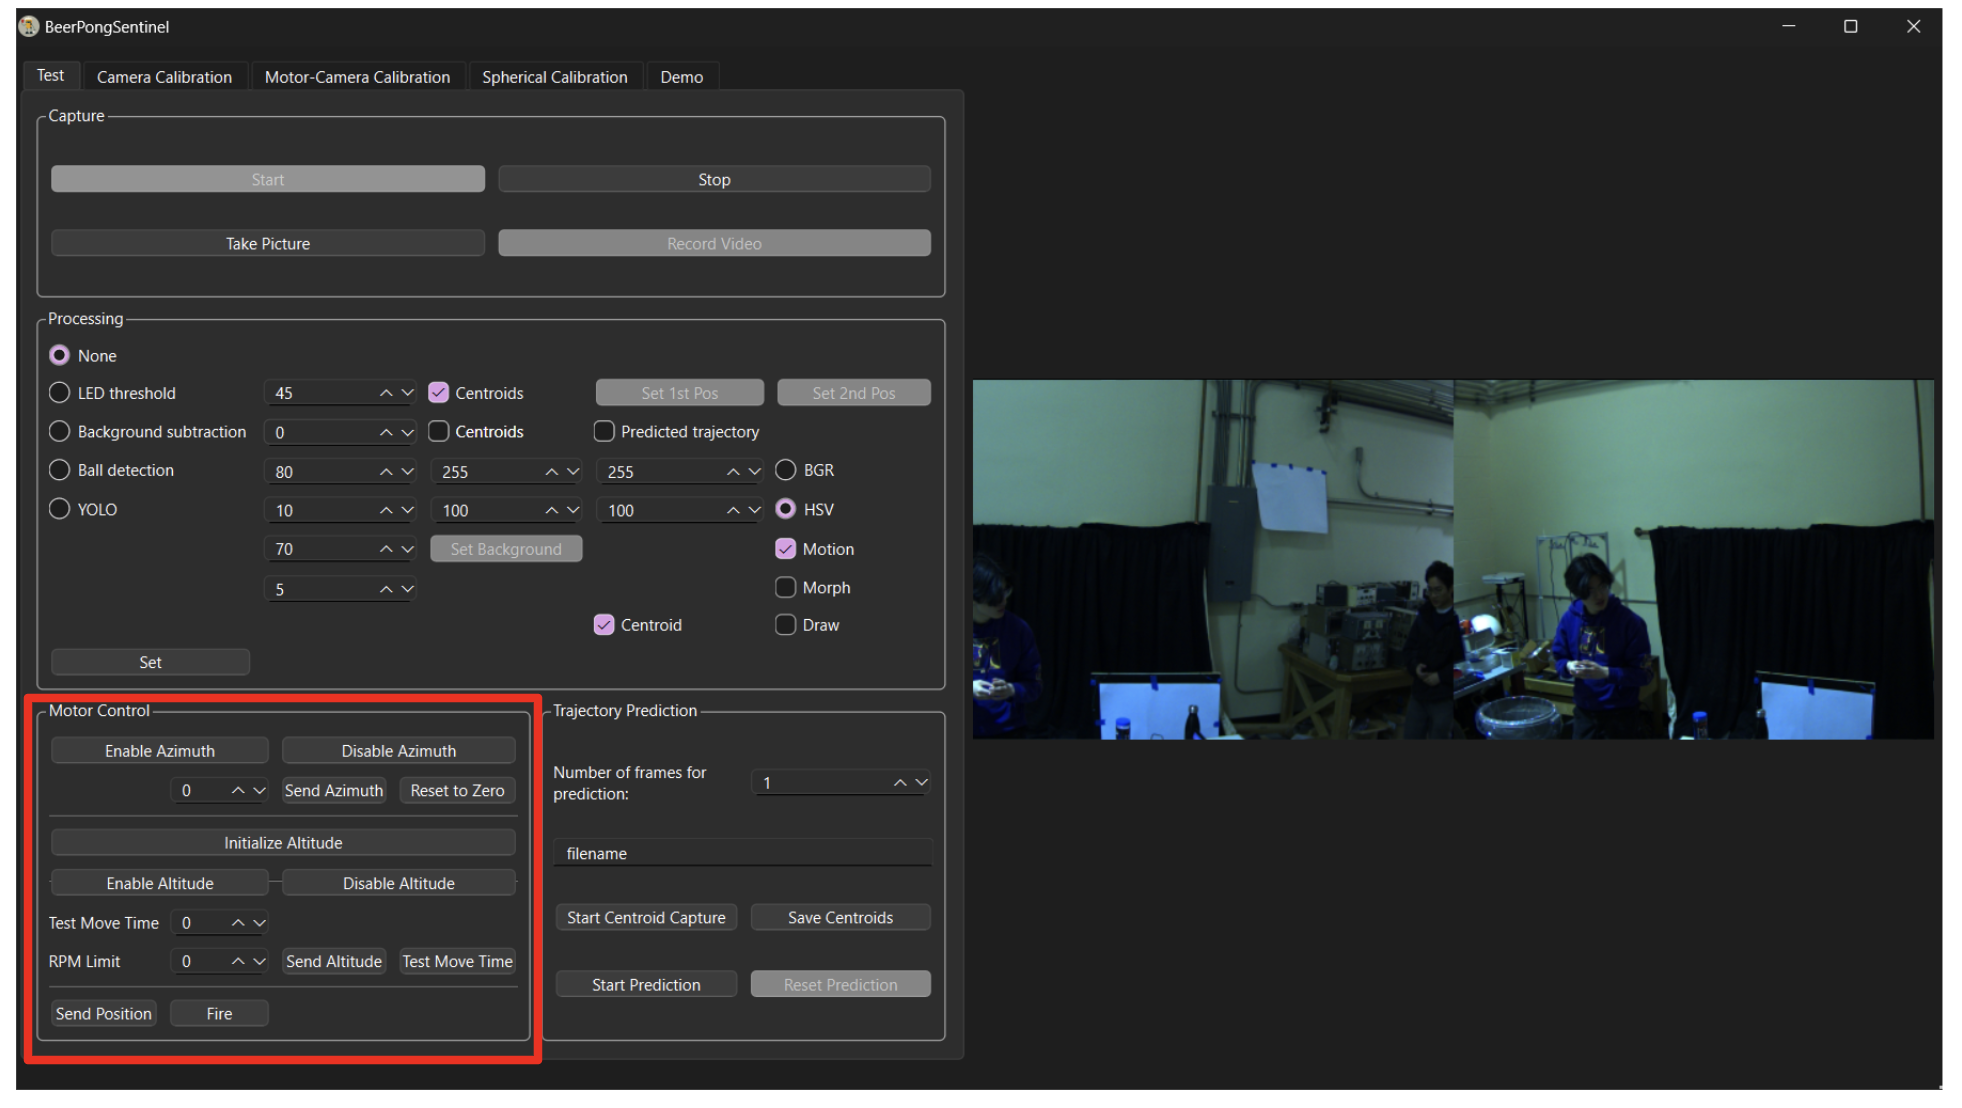 BeerPongSentinel
Test Camera Calibration Motor-Camera Calibration Spherical Calibration Demo
Capture
Start Stop
Take Picture Record Video
Processing
None
LED threshold 45 Centroids Set 1st Pos Set 2nd Pos
Background subtraction 0 Centroids Predicted trajectory
Ball detection 80 255 255 BGR
YOLO 10 100 100 HSV
70 Set Background Motion
5 Morph
Centroid Draw
Set
Motor Control
Enable Azimuth Disable Azimuth
0 Send Azimuth Reset to Zero
Initialize Altitude
Enable Altitude Disable Altitude
Test Move Time 0
RPM Limit 0 Send Altitude Test Move Time
Send Position Fire
Trajectory Prediction
Number of frames for
prediction: 1
filename
Start Centroid Capture Save Centroids
Start Prediction Reset Prediction